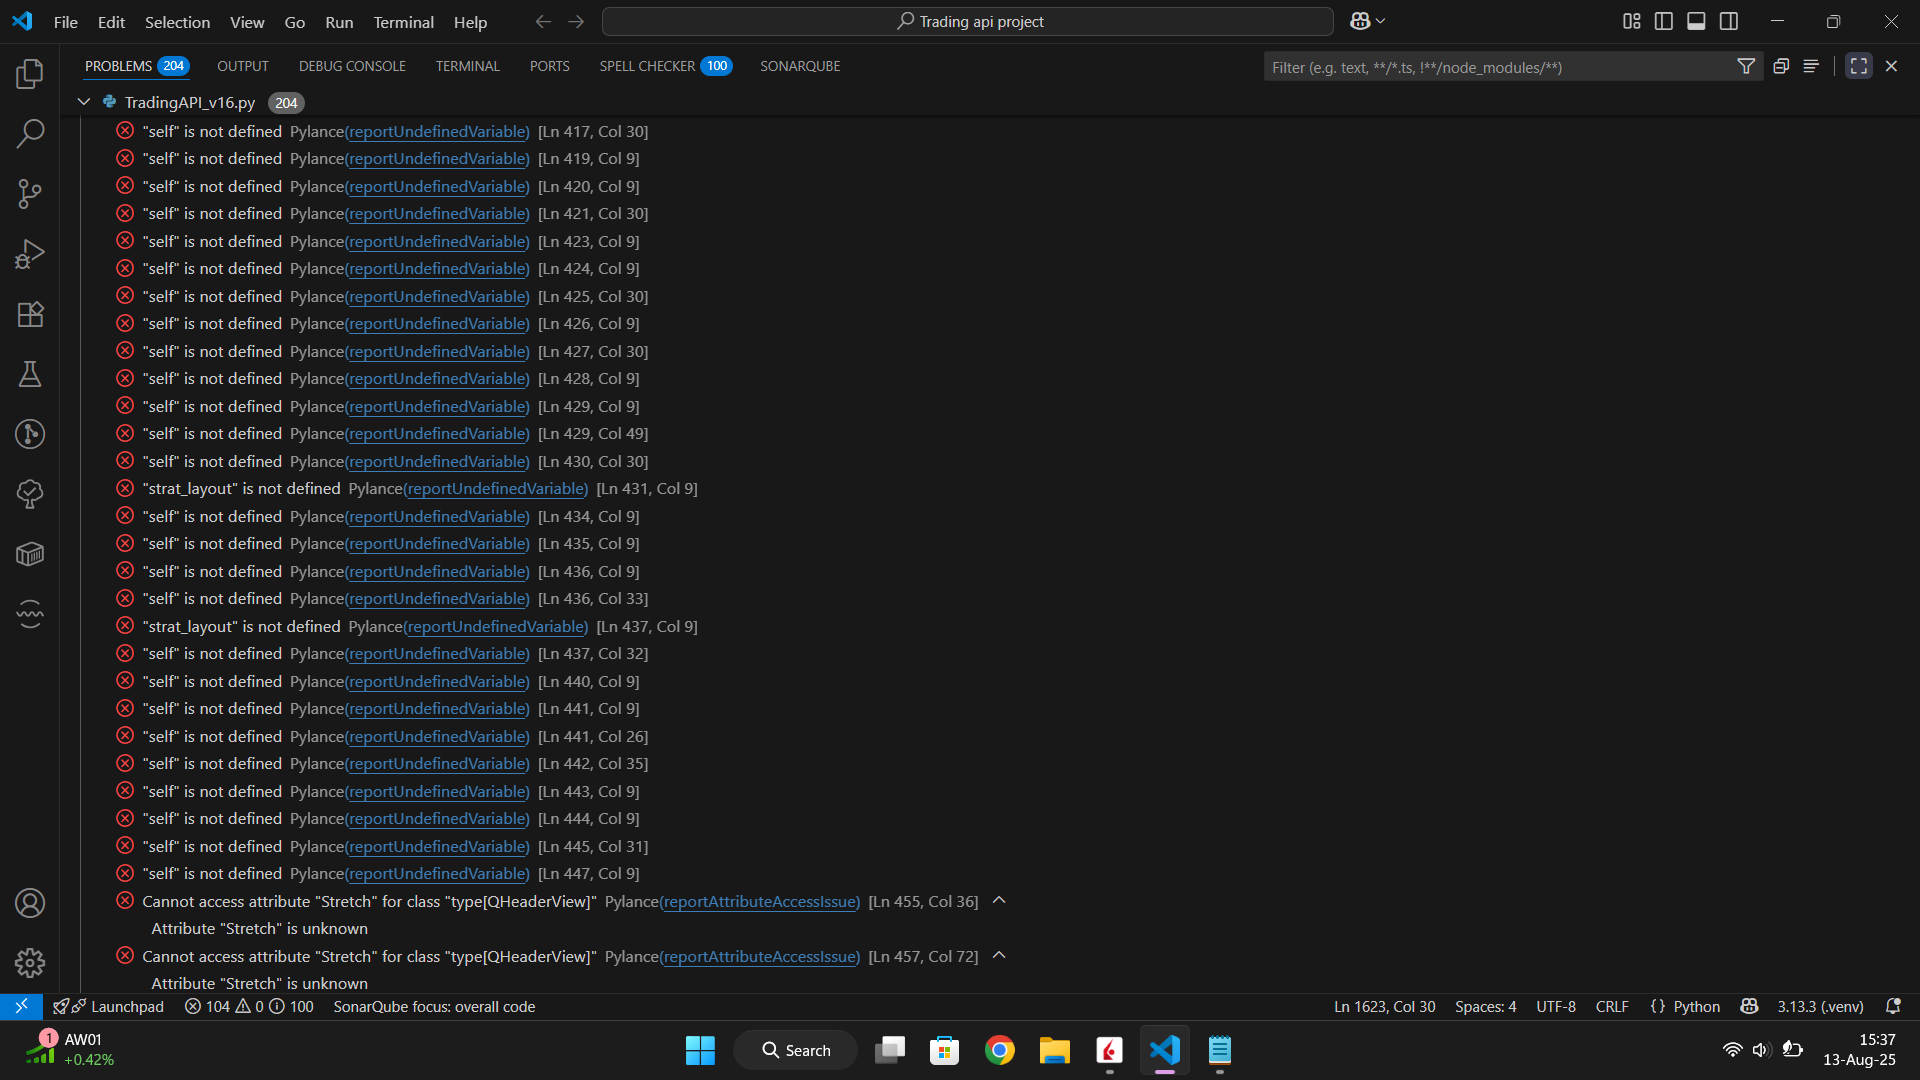 File Edit Selection View Go Run Terminal Help
Trading api project
PROBLEMS 204 OUTPUT DEBUG CONSOLE TERMINAL PORTS SPELL CHECKER 100 SONARQUBE
Filter (e.g. text, **/*.ts, !**/node_modules/**)
TradingAPI_v16.py 204
"self" is not defined Pylance(reportUndefinedVariable) [Ln 417, Col 30]
"self" is not defined Pylance(reportUndefinedVariable) [Ln 419, Col 9]
"self" is not defined Pylance(reportUndefinedVariable) [Ln 420, Col 9]
"self" is not defined Pylance(reportUndefinedVariable) [Ln 421, Col 30]
"self" is not defined Pylance(reportUndefinedVariable) [Ln 423, Col 9]
"self" is not defined Pylance(reportUndefinedVariable) [Ln 424, Col 9]
"self" is not defined Pylance(reportUndefinedVariable) [Ln 425, Col 30]
"self" is not defined Pylance(reportUndefinedVariable) [Ln 426, Col 9]
"self" is not defined Pylance(reportUndefinedVariable) [Ln 427, Col 30]
"self" is not defined Pylance(reportUndefinedVariable) [Ln 428, Col 9]
"self" is not defined Pylance(reportUndefinedVariable) [Ln 429, Col 9]
"self" is not defined Pylance(reportUndefinedVariable) [Ln 429, Col 49]
"self" is not defined Pylance(reportUndefinedVariable) [Ln 430, Col 30]
"strat_layout" is not defined Pylance(reportUndefinedVariable) [Ln 431, Col 9]
"self" is not defined Pylance(reportUndefinedVariable) [Ln 434, Col 9]
"self" is not defined Pylance(reportUndefinedVariable) [Ln 435, Col 9]
"self" is not defined Pylance(reportUndefinedVariable) [Ln 436, Col 9]
"self" is not defined Pylance(reportUndefinedVariable) [Ln 436, Col 33]
"strat_layout" is not defined Pylance(reportUndefinedVariable) [Ln 437, Col 9]
"self" is not defined Pylance(reportUndefinedVariable) [Ln 437, Col 32]
"self" is not defined Pylance(reportUndefinedVariable) [Ln 440, Col 9]
"self" is not defined Pylance(reportUndefinedVariable) [Ln 441, Col 9]
"self" is not defined Pylance(reportUndefinedVariable) [Ln 441, Col 26]
"self" is not defined Pylance(reportUndefinedVariable) [Ln 442, Col 35]
"self" is not defined Pylance(reportUndefinedVariable) [Ln 443, Col 9]
"self" is not defined Pylance(reportUndefinedVariable) [Ln 444, Col 9]
"self" is not defined Pylance(reportUndefinedVariable) [Ln 445, Col 31]
"self" is not defined Pylance(reportUndefinedVariable) [Ln 447, Col 9]
Cannot access attribute "Stretch" for class "type[QHeaderView]" Pylance(reportAttributeAccessIssue) [Ln 455, Col 36]
Attribute "Stretch" is unknown
Cannot access attribute "Stretch" for class "type[QHeaderView]" Pylance(reportAttributeAccessIssue) [Ln 457, Col 72]
Attribute "Stretch" is unknown
Launchpad 104 0 100 SonarQube focus: overall code Ln 1623, Col 30 Spaces: 4 UTF-8 CRLF {} Python 3.13.3 (.venv)
1 AW01
+0.42%
Search
15:37
13-Aug-25